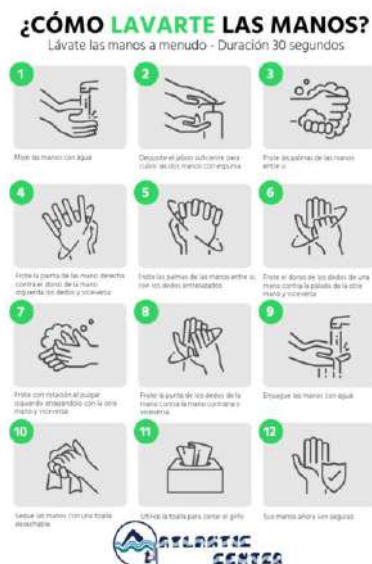 ¿CÓMO LAVARTE LAS MANOS?
Lávate las manos a menudo - Duración 30 segundos
1
2
3
Moje las manos con agua
Deposite el jabón suficiente para
cubrir las dos manos con espuma
Frote las palmas de las manos
entre si
4
5
6
Frote la palma de las mano derecha
contra el dorso de la mano
izquierda los dedos y viceversa
Frote las palmas de las manos entre si,
con los dedos entrelazados
Frote el dorso de los dedos de una
mano contra la palma de la otra
mano y viceversa
7
8
9
Frote con rotación el pulgar
izquierdo atrapándolo con la otra
mano y viceversa
Frote la punta de los dedos de la
mano contra la mano contraria y
viceversa
Enjuague las manos con agua
10
11
12
Seque las manos con una toalla
desechable
Utilice la toalla para cerrar el grifo
Sus manos ahora son seguras
ATLANTIC
CENTER